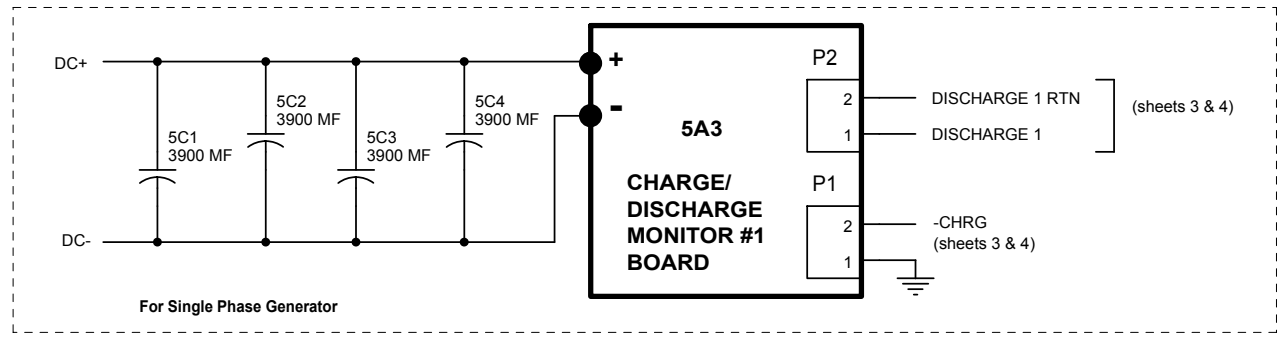 DC+
5C1
3900 MF
5C2
3900 MF
5C3
3900 MF
5C4
3900 MF
DC-
For Single Phase Generator
+
-
5A3
CHARGE/
DISCHARGE
MONITOR #1
BOARD
P2
2
DISCHARGE 1 RTN
1
DISCHARGE 1
(sheets 3 & 4)
P1
2
-CHRG
(sheets 3 & 4)
1